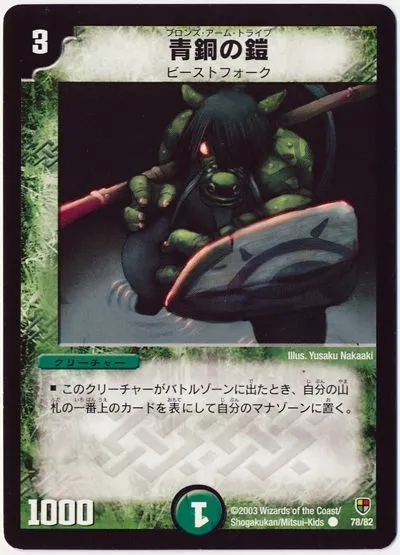 3
ブロンズ・アーム・トライブ
青銅の鎧
ビーストフォーク
Illus. Yusaku Nakaaki
クリーチャー
■ このクリーチャーがバトルゾーンに出たとき、自分の山
札の一番上のカードを表にして自分のマナゾーンに置く。
1000
1
©2003 Wizards of the Coast/
Shogakukan/Mitsui-Kids ● 78/82